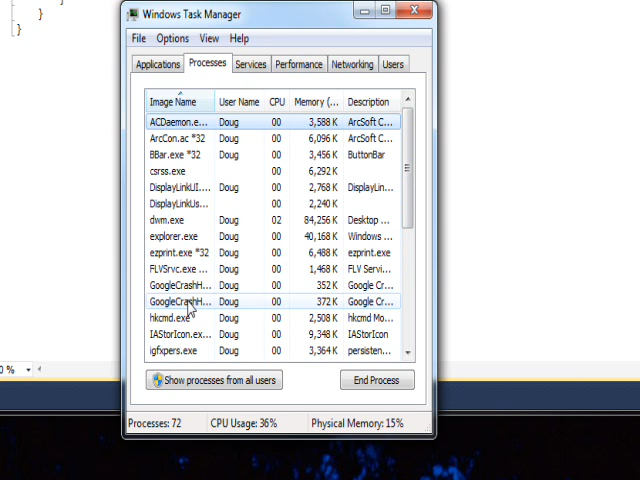 }
}
}
Windows Task Manager
File Options View Help
Applications Processes Services Performance Networking Users
Image Name User Name CPU Memory (... Description
ACDaemon.e... Doug 00 3,588 K ArcSoft C...
ArcCon.ac *32 Doug 00 6,096 K ArcSoft C...
BBar.exe *32 Doug 00 3,456 K ButtonBar
csrss.exe 00 6,292 K
DisplayLinkUI.... Doug 00 2,768 K DisplayLin...
DisplayLinkUs... 00 2,240 K
dwm.exe Doug 02 84,256 K Desktop ...
explorer.exe Doug 00 40,168 K Windows ...
ezprint.exe *32 Doug 00 6,488 K ezprint.exe
FLVSrvc.exe ... Doug 00 1,468 K FLV Servi...
GoogleCrashH... Doug 00 352 K Google Cr...
GoogleCrashH... Doug 00 372 K Google Cr...
hkcmd.exe Doug 00 2,508 K hkcmd Mo...
IAStorIcon.ex... Doug 00 9,348 K IAStorIcon
igfxpers.exe Doug 00 3,364 K persisten...
0 %
Show processes from all users End Process
Processes: 72 CPU Usage: 36% Physical Memory: 15%